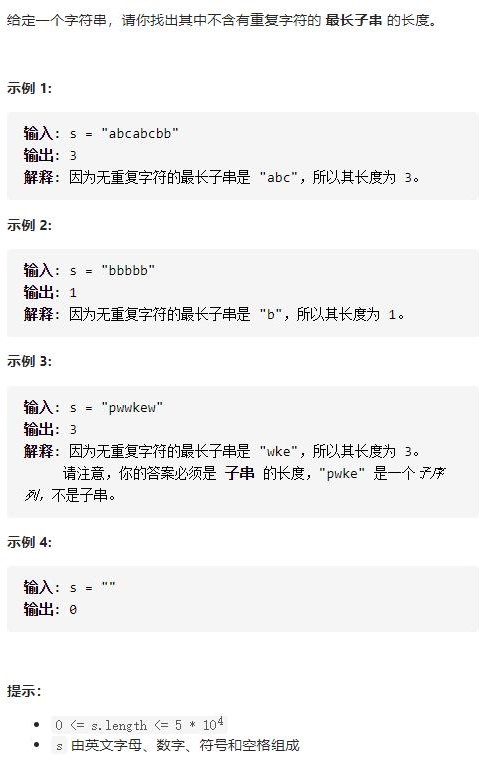 给定一个字符串，请你找出其中不含有重复字符的 最长子串 的长度。
示例 1:
输入: s = "abcabcbb"
输出: 3
解释: 因为无重复字符的最长子串是 "abc"，所以其长度为 3。
示例 2:
输入: s = "bbbbb"
输出: 1
解释: 因为无重复字符的最长子串是 "b"，所以其长度为 1。
示例 3:
输入: s = "pwwkew"
输出: 3
解释: 因为无重复字符的最长子串是 "wke"，所以其长度为 3。
请注意，你的答案必须是 子串 的长度，"pwke" 是一个子序
列，不是子串。
示例 4:
输入: s = ""
输出: 0
提示：
• 0 <= s.length <= 5 * 10⁴
• s 由英文字母、数字、符号和空格组成